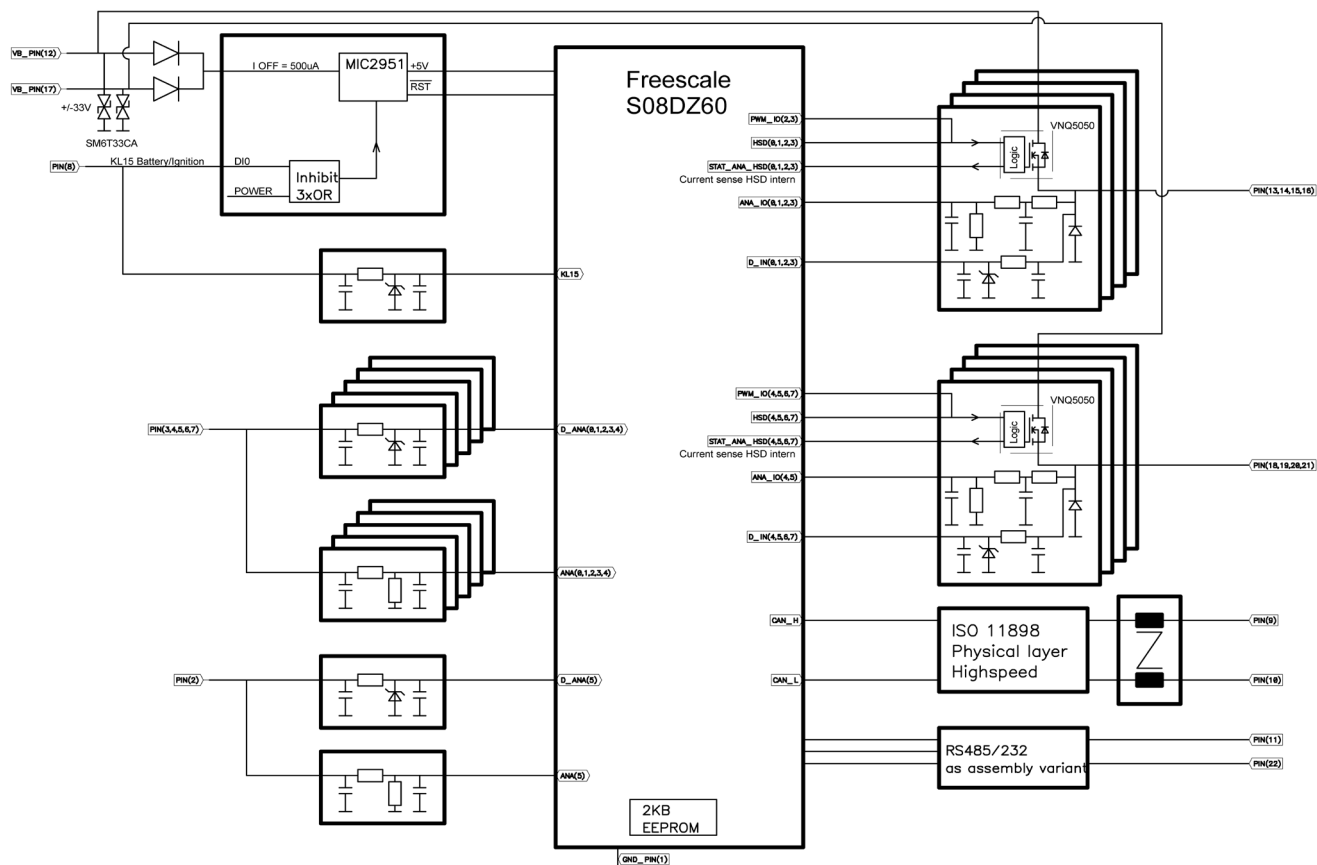 VB_PIN(12)
VB_PIN(17)
+/-33V
SM6T33CA
PIN(8)
KL15 Battery/Ignition
I OFF = 500uA
MIC2951
+5V
RST
DI0
POWER
Inhibit
3xOR
Freescale
S08DZ60
KL15
PIN(3,4,5,6,7)
D_ANA(0,1,2,3,4)
ANA(0,1,2,3,4)
PIN(2)
D_ANA(5)
ANA(5)
2KB
EEPROM
GND_PIN(1)
PWM_IO(2,3)
HSD(0,1,2,3)
STAT_ANA_HSD(0,1,2,3)
Current sense HSD intern
ANA_IO(0,1,2,3)
D_IN(0,1,2,3)
VNQ5050
Logic
PIN(13,14,15,16)
PWM_IO(4,5,6,7)
HSD(4,5,6,7)
STAT_ANA_HSD(4,5,6,7)
Current sense HSD intern
ANA_IO(4,5)
D_IN(4,5,6,7)
VNQ5050
Logic
PIN(18,19,20,21)
CAN_H
CAN_L
ISO 11898
Physical layer
Highspeed
Z
PIN(9)
PIN(10)
RS485/232
as assembly variant
PIN(11)
PIN(22)